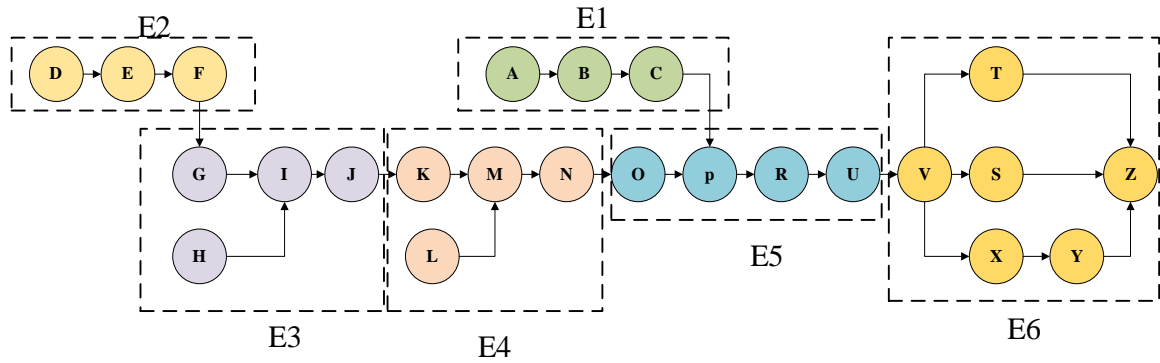 E2
E1
D E F
A B C
T
G I J K M N O p R U V S Z
H L X Y
E3 E4 E5 E6